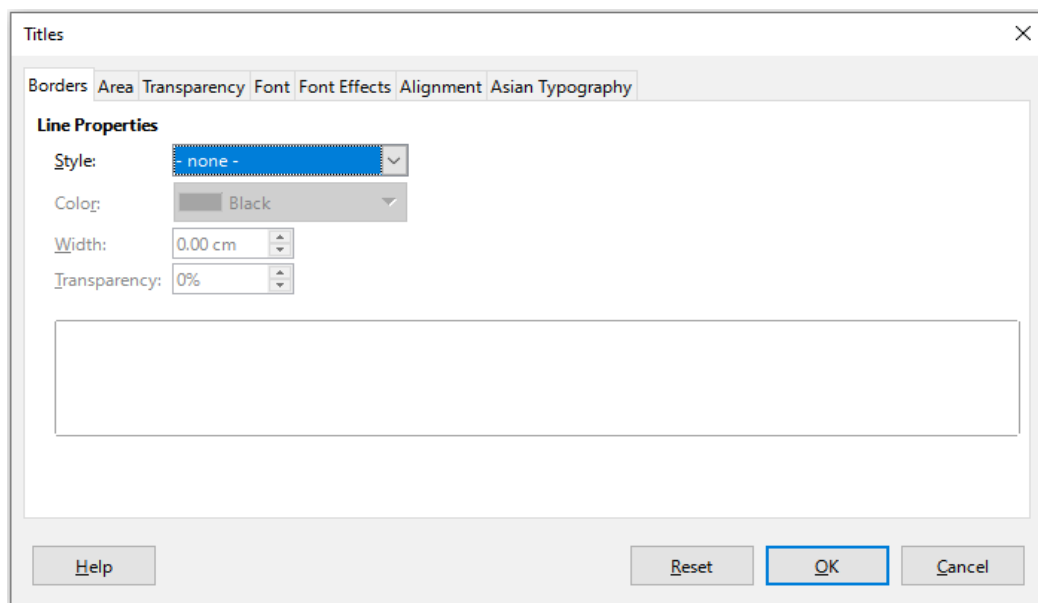 Titles
Borders Area Transparency Font Font Effects Alignment Asian Typography
Line Properties
Style: - none -
Color: Black
Width: 0.00 cm
Transparency: 0%
Help Reset OK Cancel